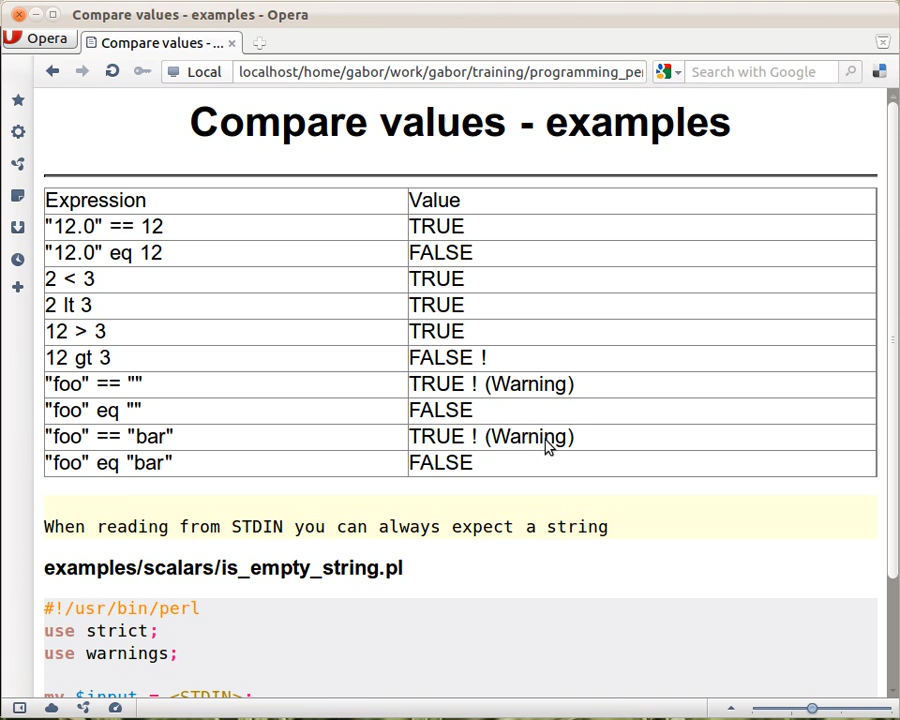 Compare values - examples - Opera
Opera
Compare values - ...
Local
localhost/home/gabor/work/gabor/training/programming_pe
Search with Google
Compare values - examples
Expression Value
"12.0" == 12 TRUE
"12.0" eq 12 FALSE
2 < 3 TRUE
2 lt 3 TRUE
12 > 3 TRUE
12 gt 3 FALSE !
"foo" == "" TRUE ! (Warning)
"foo" eq "" FALSE
"foo" == "bar" TRUE ! (Warning)
"foo" eq "bar" FALSE
When reading from STDIN you can always expect a string
examples/scalars/is_empty_string.pl
#!/usr/bin/perl
use strict;
use warnings;
my $input = <STDIN>;